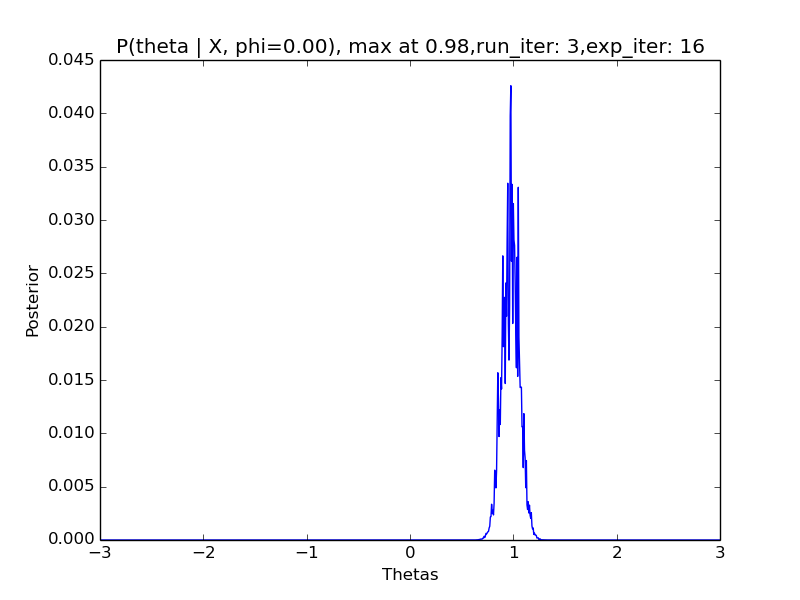 P(theta | X, phi=0.00), max at 0.98,run_iter: 3,exp_iter: 16
0.045
0.040
0.035
0.030
0.025
0.020
0.015
0.010
0.005
0.000
Posterior
−3 −2 −1 0 1 2 3
Thetas